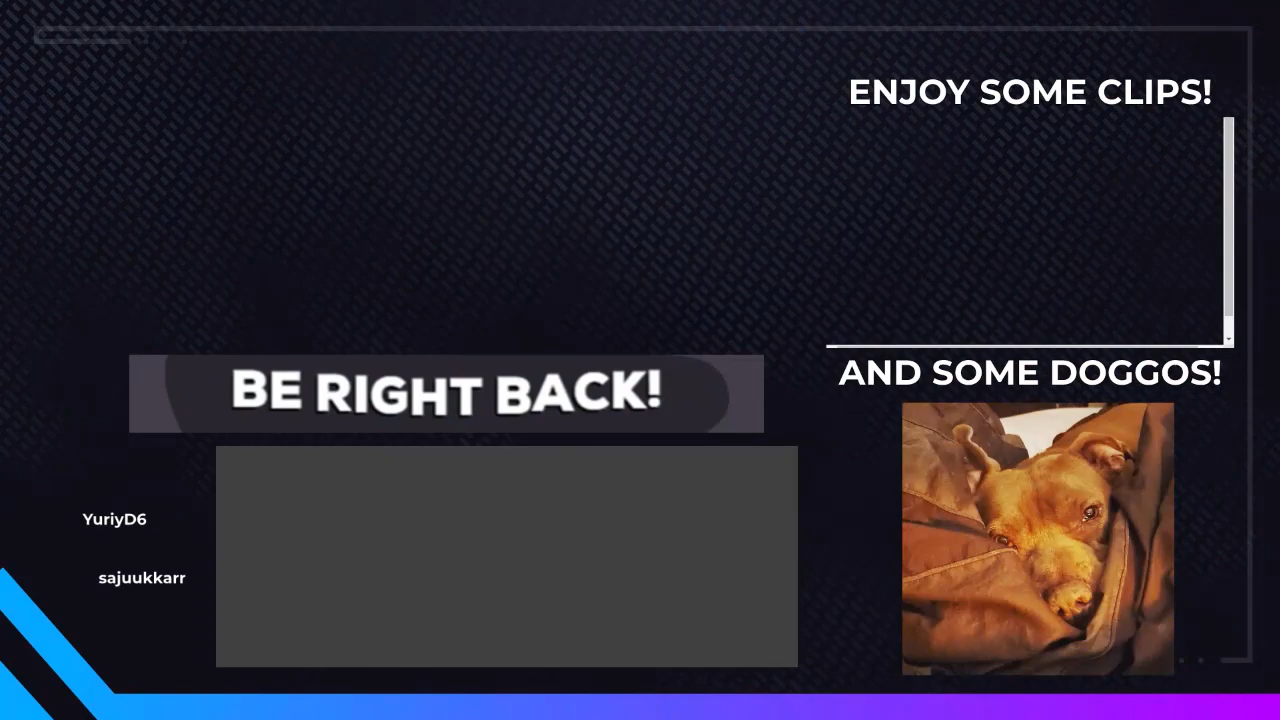 ENJOY SOME CLIPS!
BE RIGHT BACK!
AND SOME DOGGOS!
YuriyD6
sajuukkarr